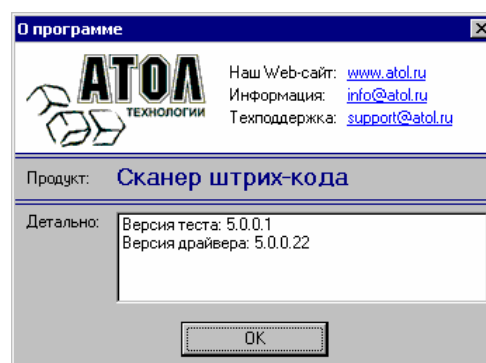 О программе
АТОЛ
ТЕХНОЛОГИИ
Наш Web-сайт: www.atol.ru
Информация: info@atol.ru
Техподдержка: support@atol.ru
Продукт: Сканер штрих-кода
Детально:
Версия теста: 5.0.0.1
Версия драйвера: 5.0.0.22
OK